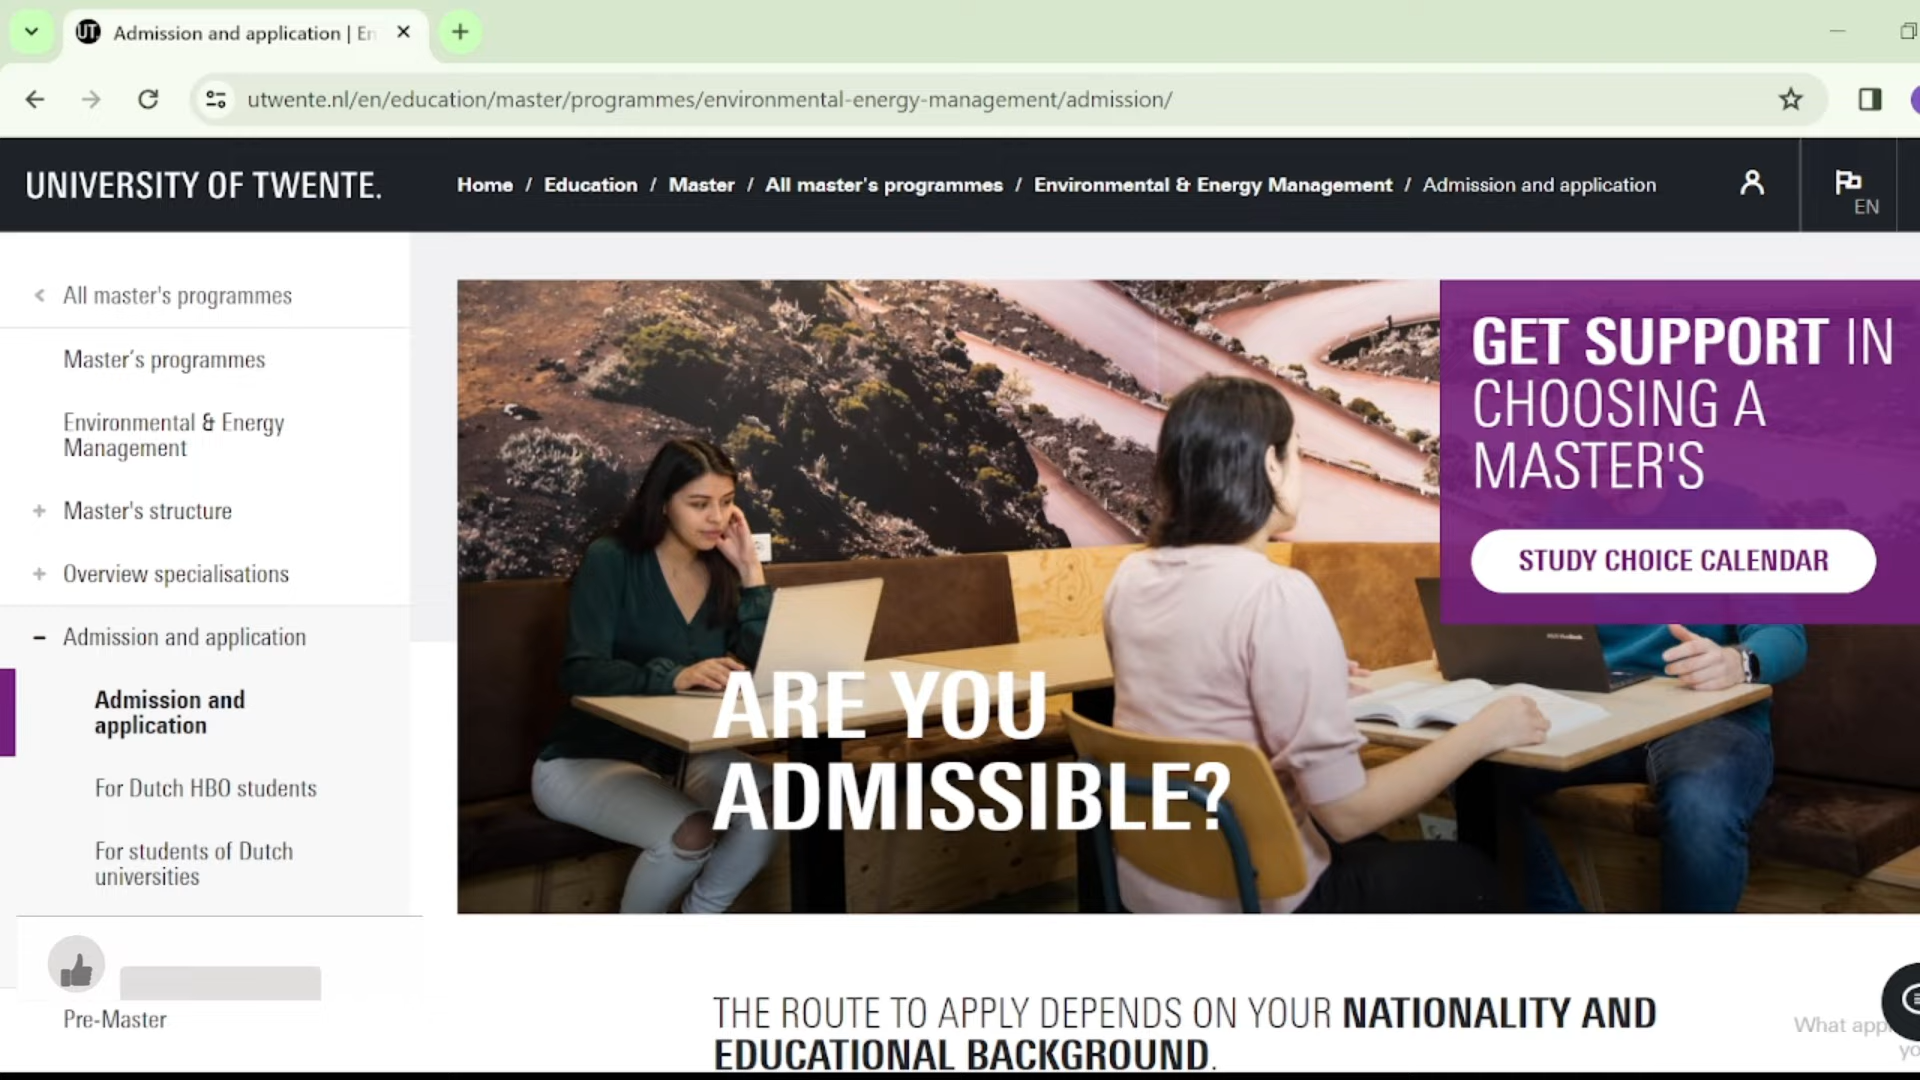 Admission and application | En
utwente.nl/en/education/master/programmes/environmental-energy-management/admission/
UNIVERSITY OF TWENTE.
Home / Education / Master / All master's programmes / Environmental & Energy Management / Admission and application
EN
All master's programmes
Master's programmes
Environmental & Energy
Management
Master's structure
Overview specialisations
Admission and application
Admission and
application
For Dutch HBO students
For students of Dutch
universities
Pre-Master
GET SUPPORT IN
CHOOSING A
MASTER'S
STUDY CHOICE CALENDAR
ARE YOU
ADMISSIBLE?
THE ROUTE TO APPLY DEPENDS ON YOUR NATIONALITY AND
EDUCATIONAL BACKGROUND.
What app
yo